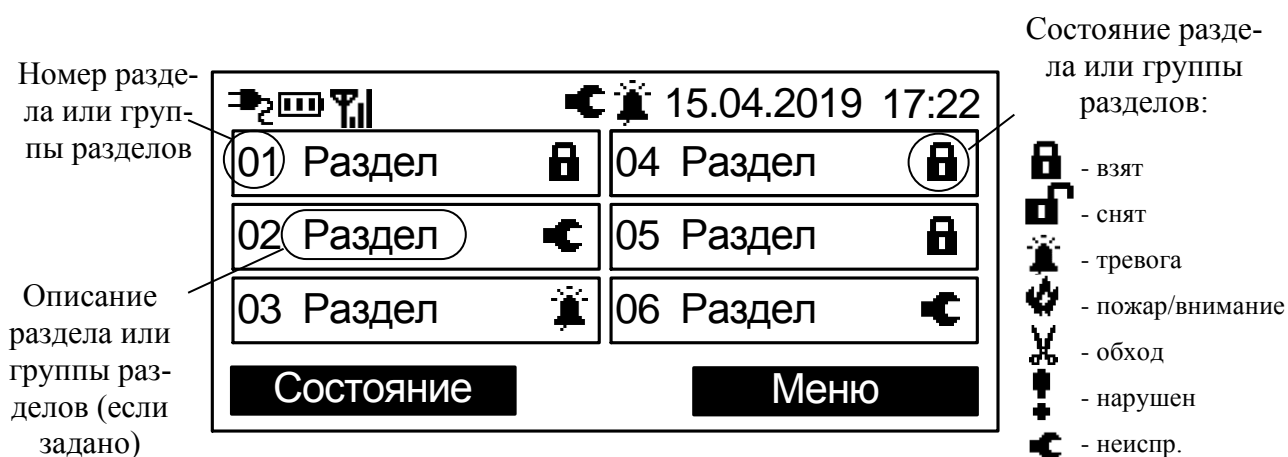 Номер разде-
ла или груп-
пы разделов
Описание
раздела или
группы раз-
делов (если
задано)
15.04.2019 17:22
01 Раздел
04 Раздел
02 Раздел
05 Раздел
03 Раздел
06 Раздел
Состояние
Меню
Состояние разде-
ла или группы
разделов:
- взят
- снят
- тревога
- пожар/внимание
- обход
- нарушен
- неиспр.